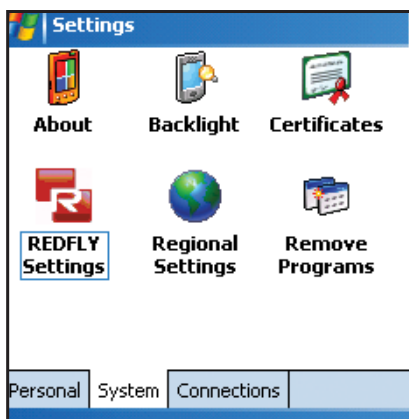 Settings
About Backlight Certificates
REDFLY Regional Remove
Settings Settings Programs
Personal System Connections